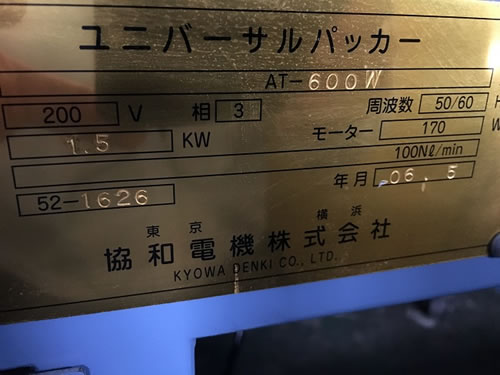 ユニバーサルパッカー
AT-600W
200 V 相 3 周波数 50/60 H
1.5 KW モーター 170 W
100Nℓ/min
52-1626 年月 06.5
東京 横浜
協和電機株式会社
KYOWA DENKI CO., LTD.